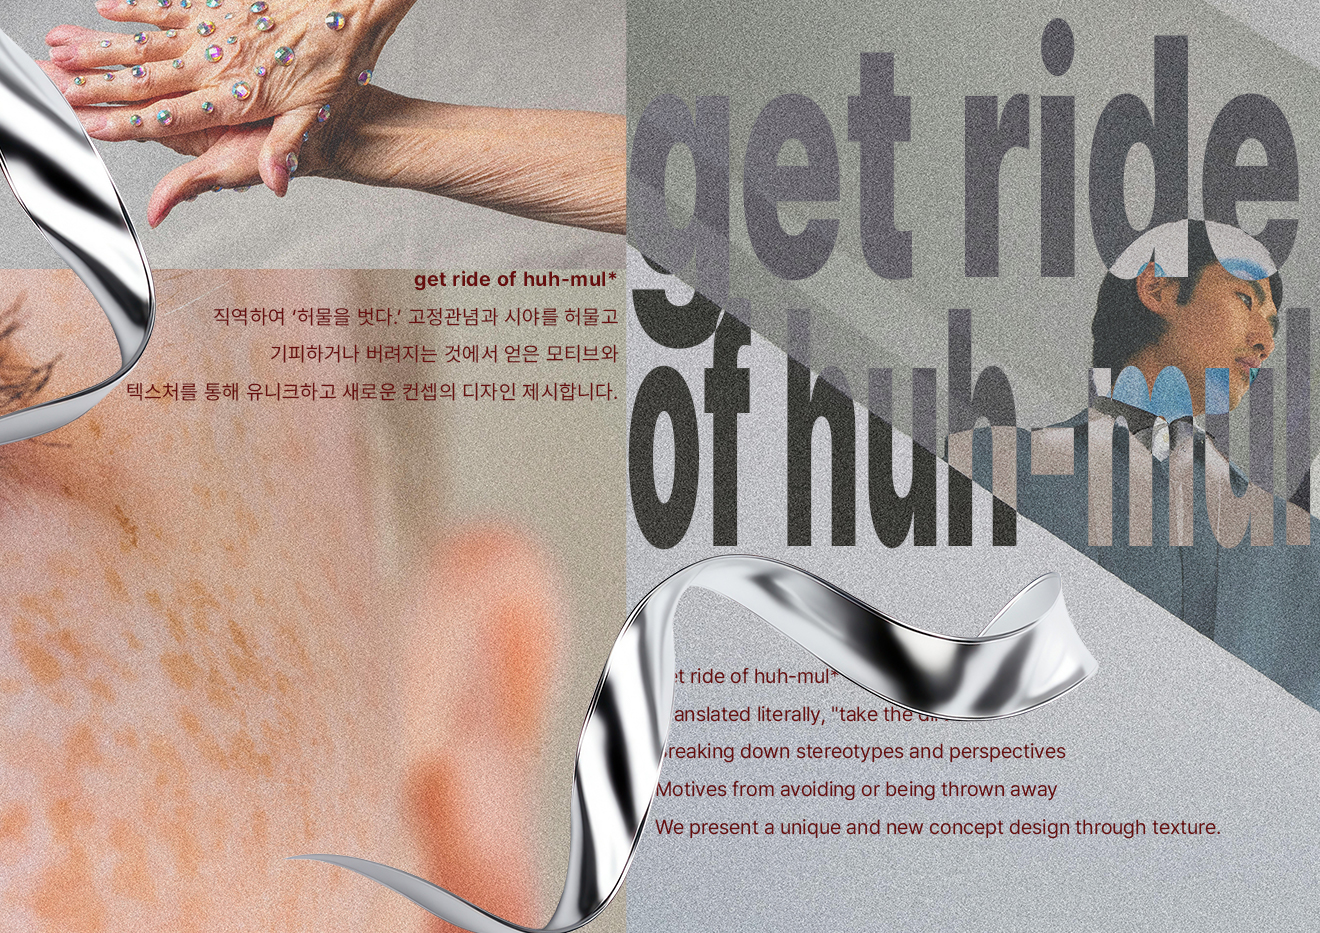 get ride of huh-mul*
직역하여 ‘허물을 벗다.’ 고정관념과 시야를 허물고
기피하거나 버려지는 것에서 얻은 모티브와
텍스처를 통해 유니크하고 새로운 컨셉의 디자인 제시합니다.
get ride
of huh-mul
ride of huh-mul*
literally, "take the
down stereotypes and perspectives
Motives from avoiding or being thrown away
We present a unique and new concept design through texture.